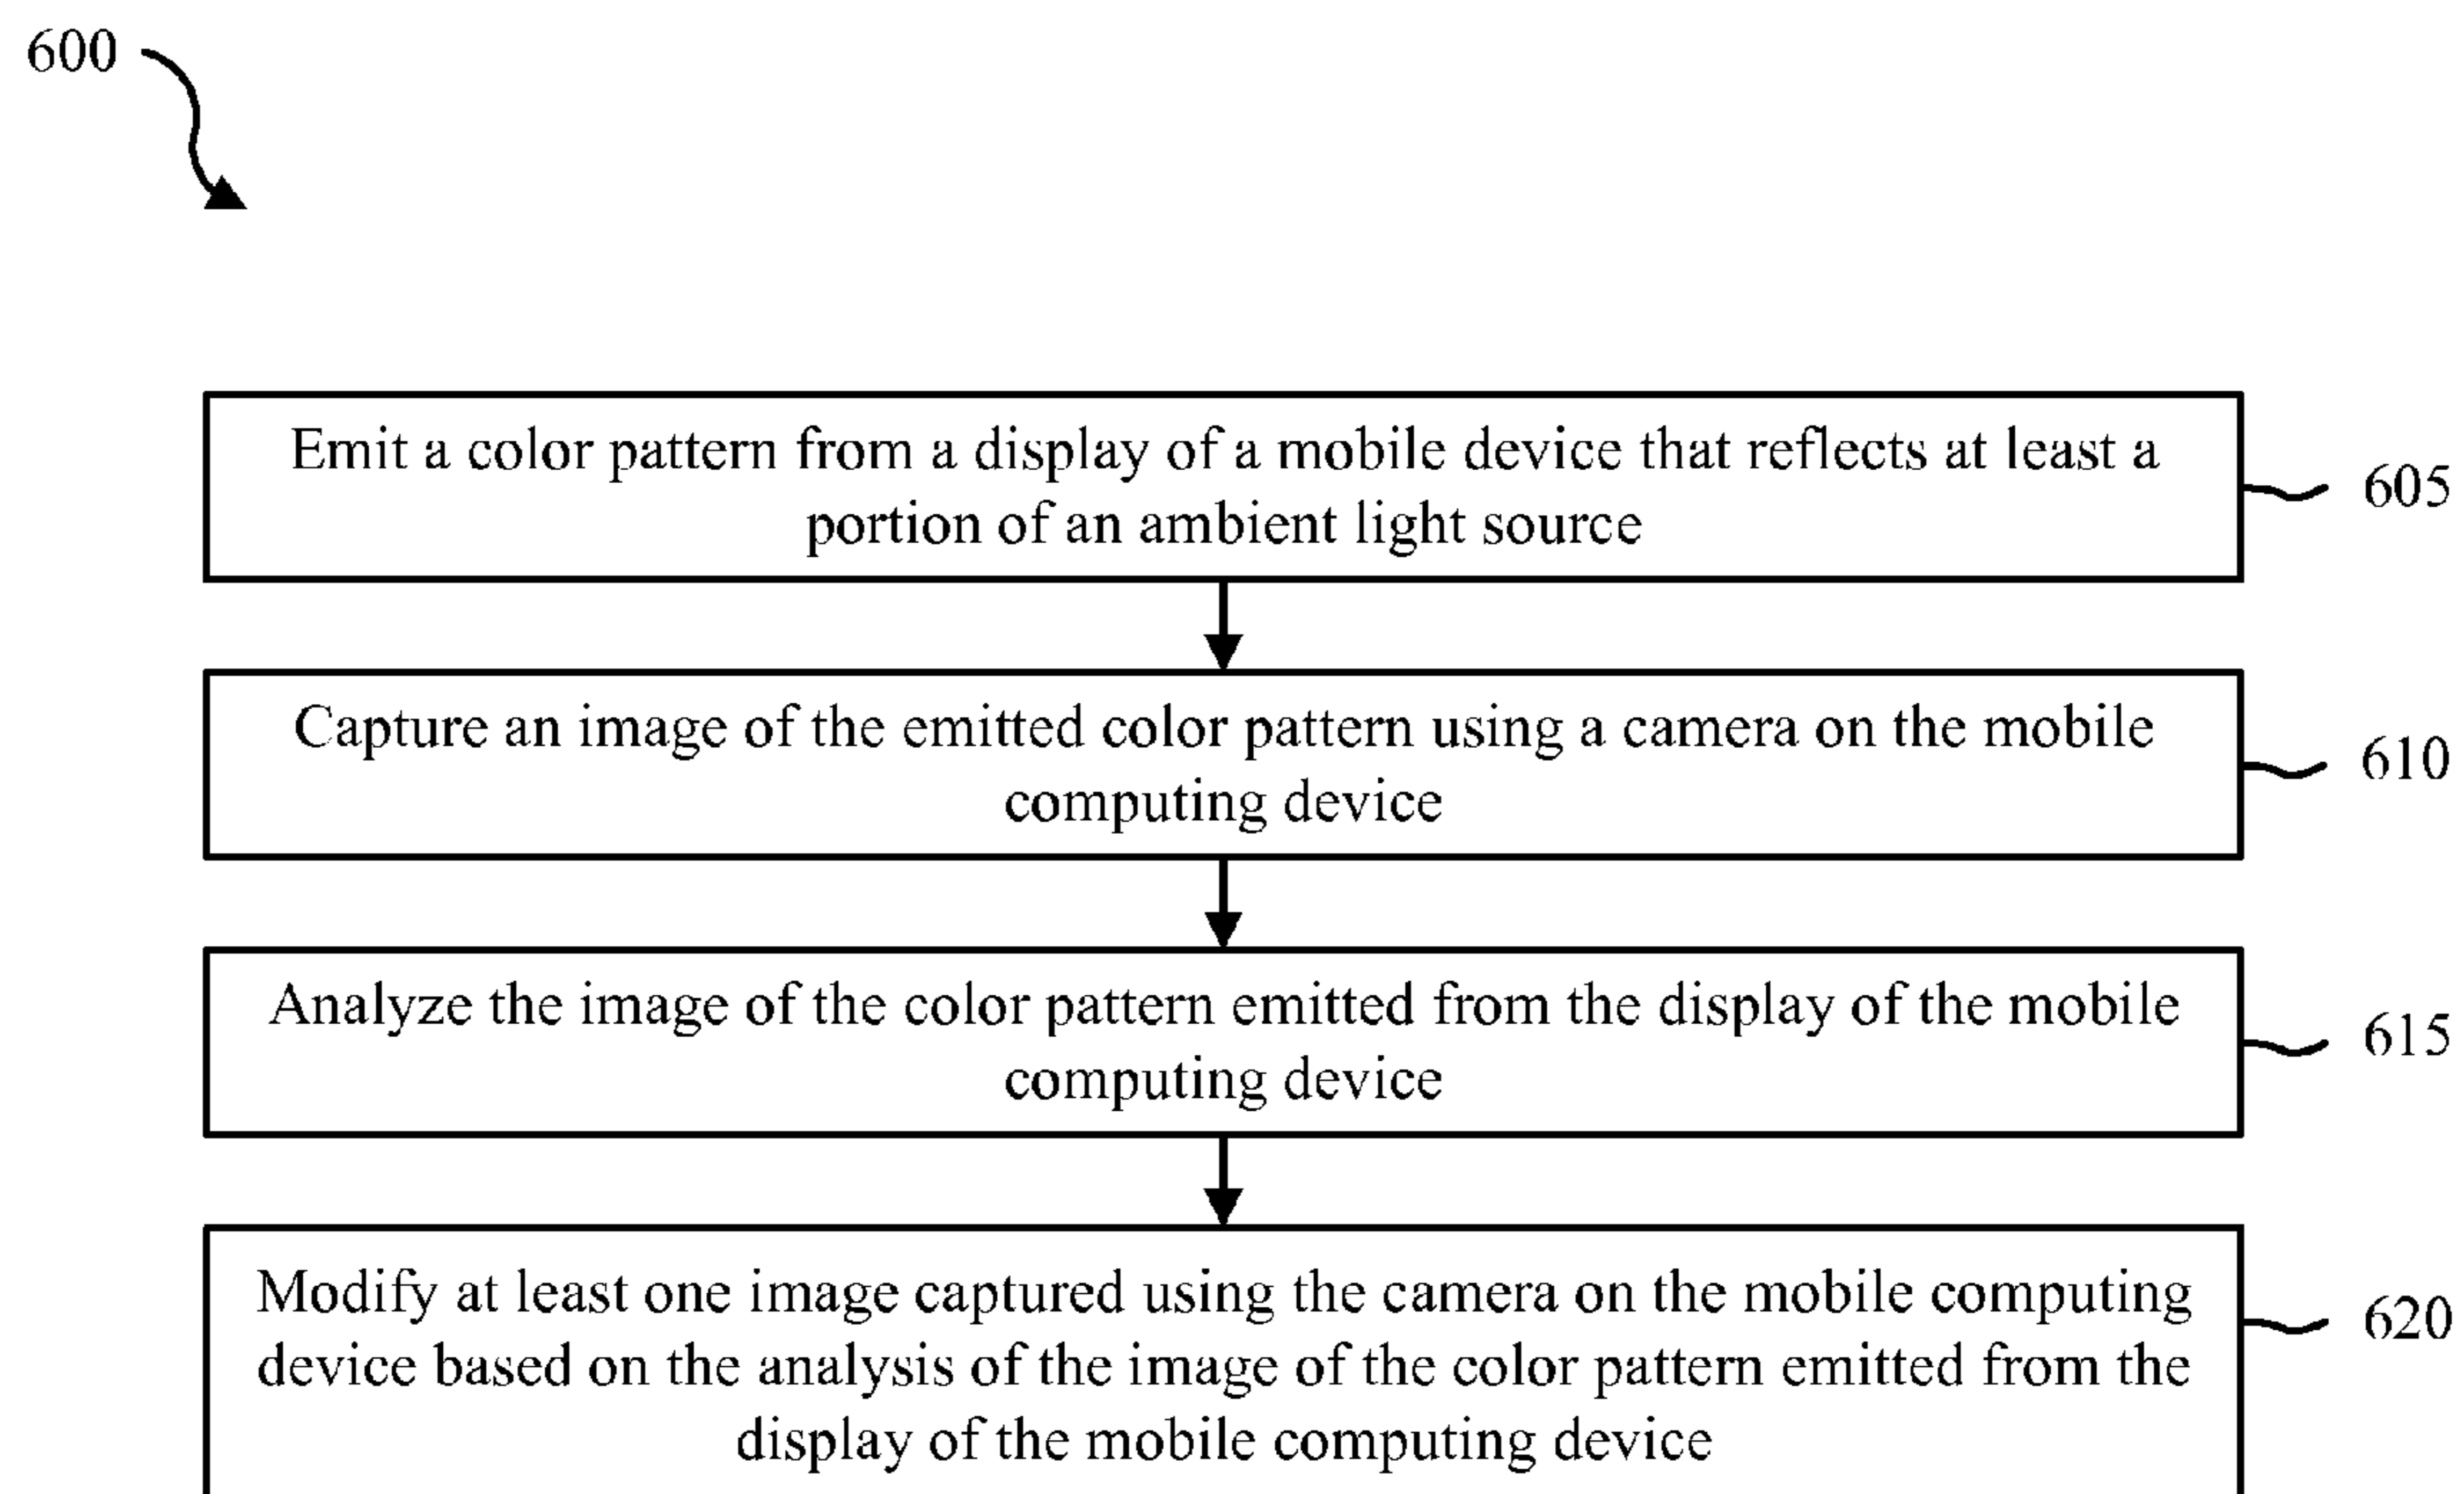 600
Emit a color pattern from a display of a mobile device that reflects at least a
portion of an ambient light source
605
Capture an image of the emitted color pattern using a camera on the mobile
computing device
610
Analyze the image of the color pattern emitted from the display of the mobile
computing device
615
Modify at least one image captured using the camera on the mobile computing
device based on the analysis of the image of the color pattern emitted from the
display of the mobile computing device
620